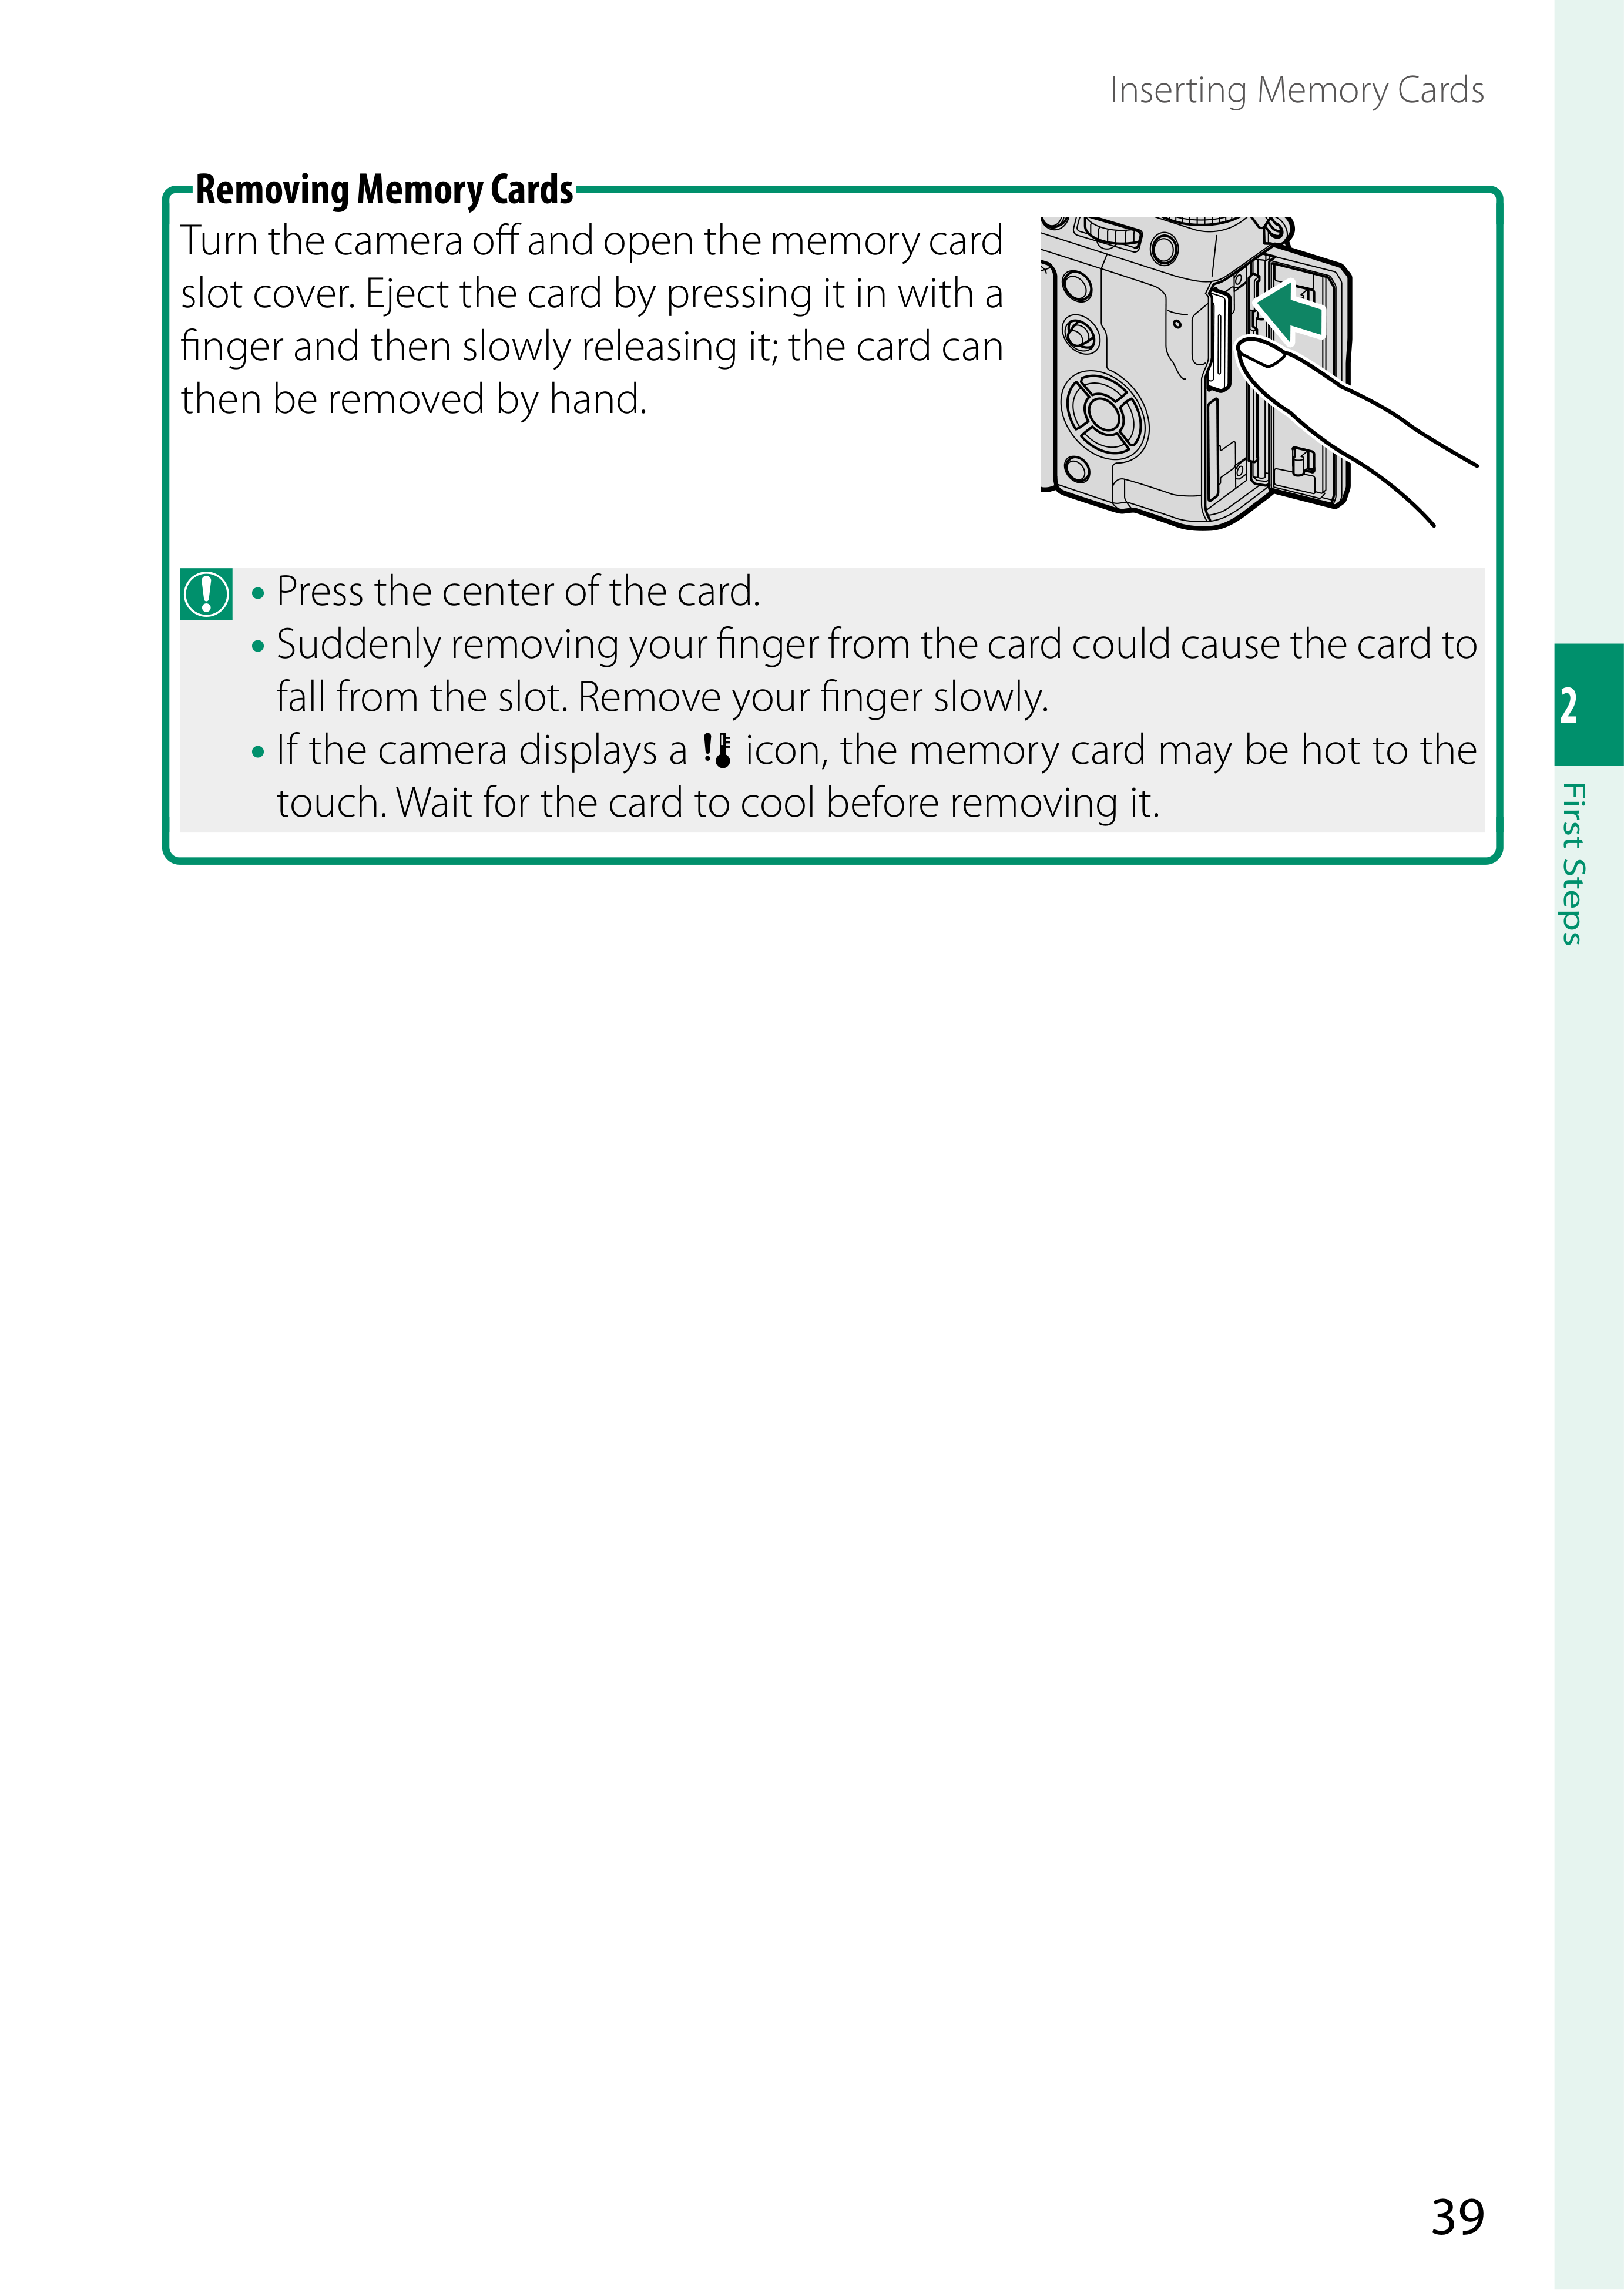 Inserting Memory Cards
Removing Memory Cards
Turn the camera off and open the memory card
slot cover. Eject the card by pressing it in with a
finger and then slowly releasing it; the card can
then be removed by hand.
• Press the center of the card.
• Suddenly removing your finger from the card could cause the card to
fall from the slot. Remove your finger slowly.
• If the camera displays a icon, the memory card may be hot to the
touch. Wait for the card to cool before removing it.
2
First Steps
39